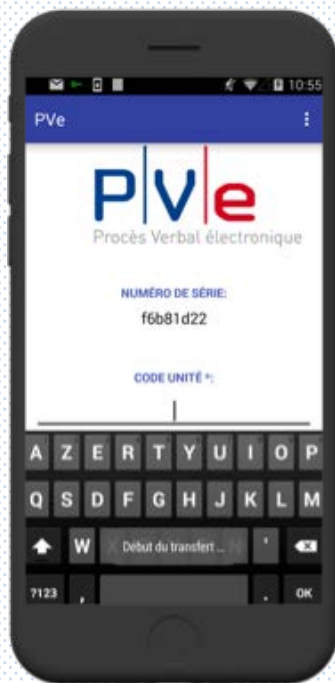 10:55
PVe
PVe
Procès Verbal électronique
NUMÉRO DE SÉRIE:
f6b81d22
CODE UNITÉ *:
A Z E R T Y U I O P
Q S D F G H J K L M
W Début du transfert ... N '
?123 , . OK